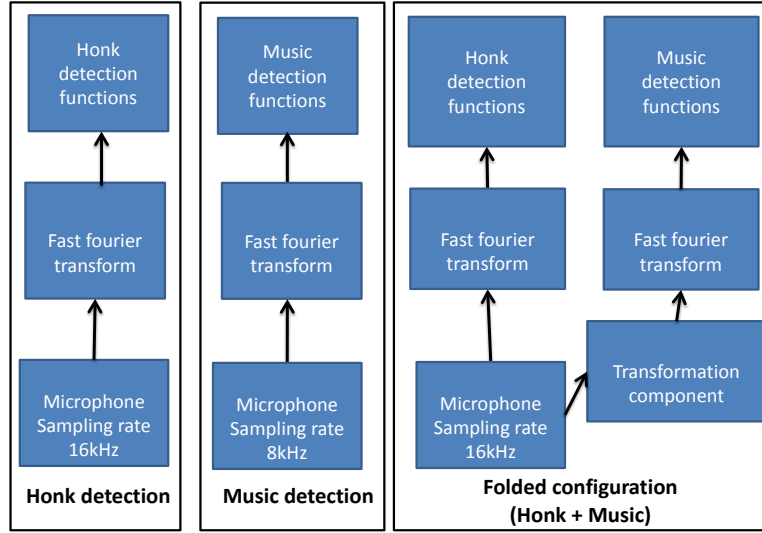 Honk
detection
functions
Fast fourier
transform
Microphone
Sampling rate
16kHz
Honk detection
Music
detection
functions
Fast fourier
transform
Microphone
Sampling rate
8kHz
Music detection
Honk
detection
functions
Music
detection
functions
Fast fourier
transform
Fast fourier
transform
Microphone
Sampling rate
16kHz
Transformation
component
Folded configuration
(Honk + Music)